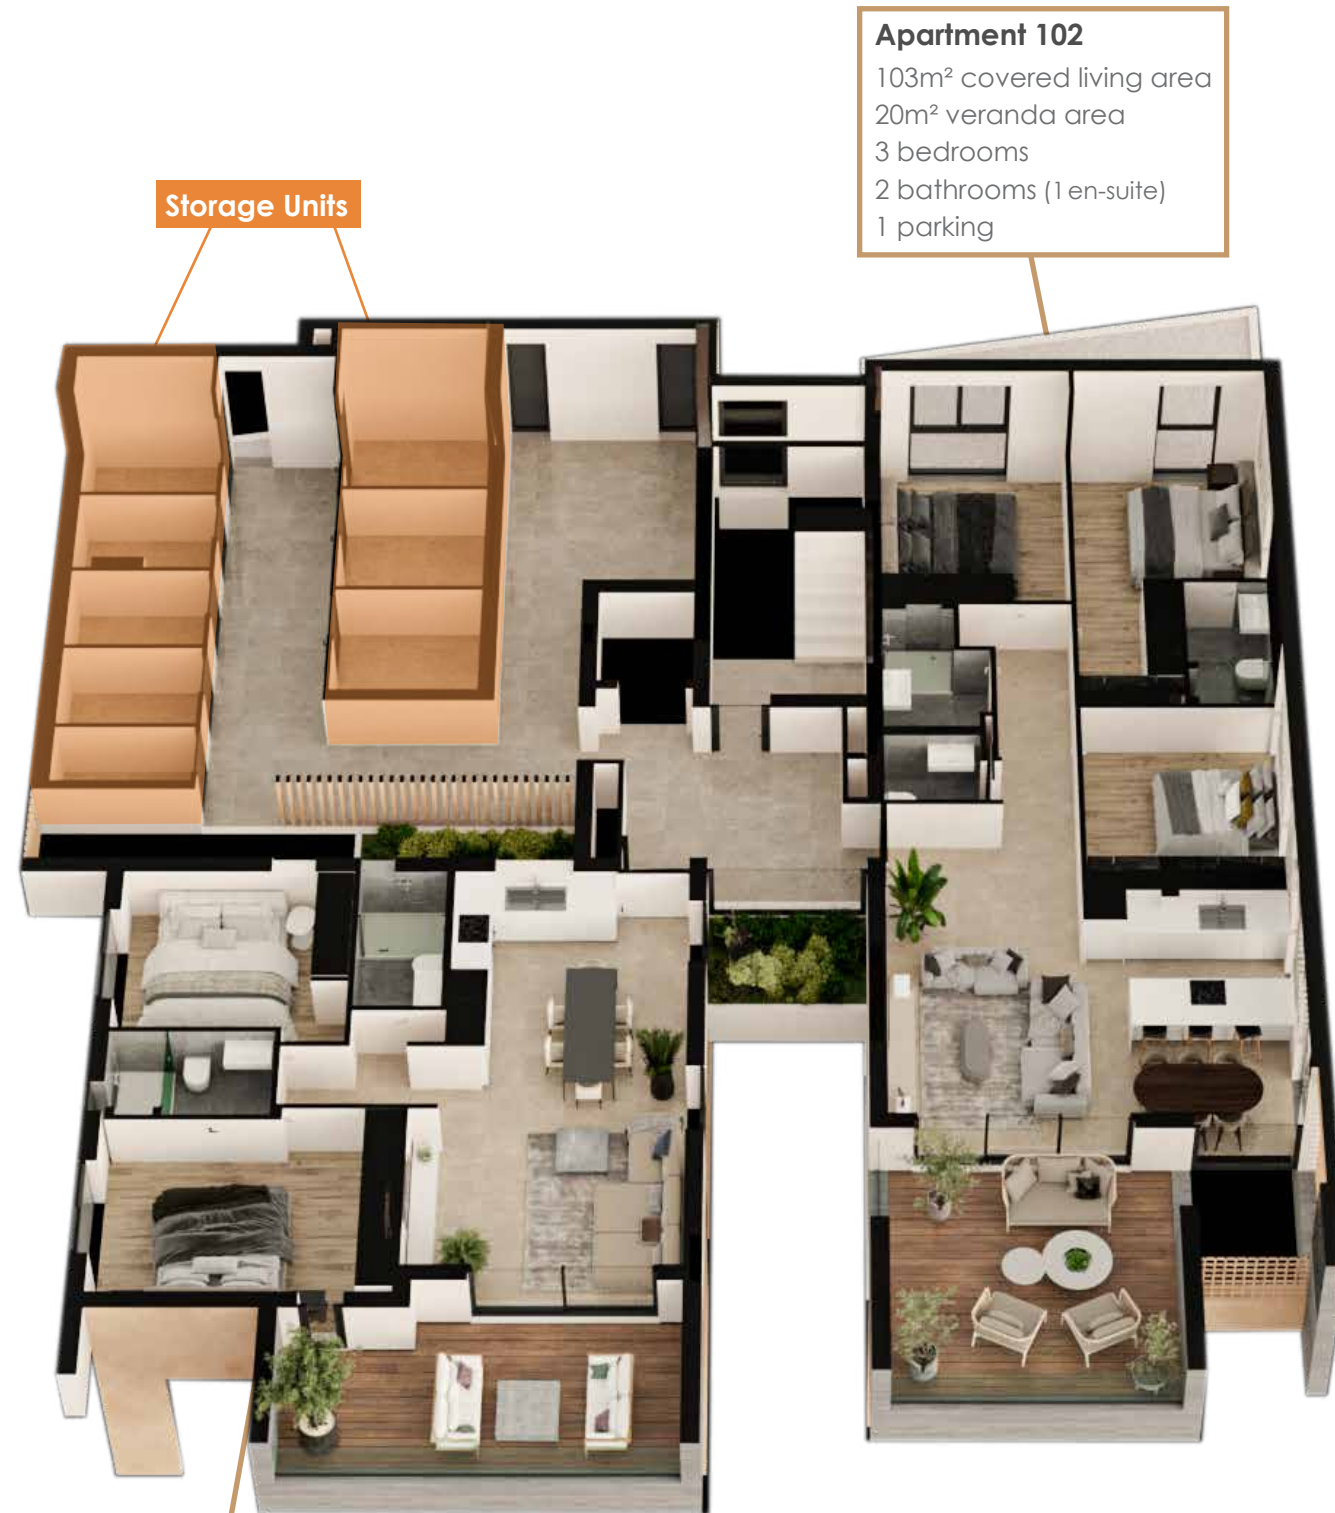 Apartment 102
103m² covered living area
20m² veranda area
3 bedrooms
2 bathrooms (1 en-suite)
1 parking
Storage Units